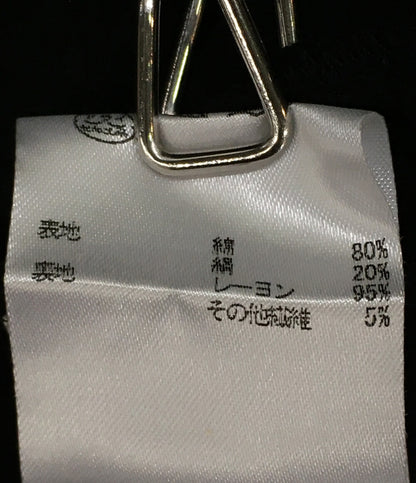 表地 綿 80%
絹 20%
裏地 レーヨン 95%
その他繊維 5%